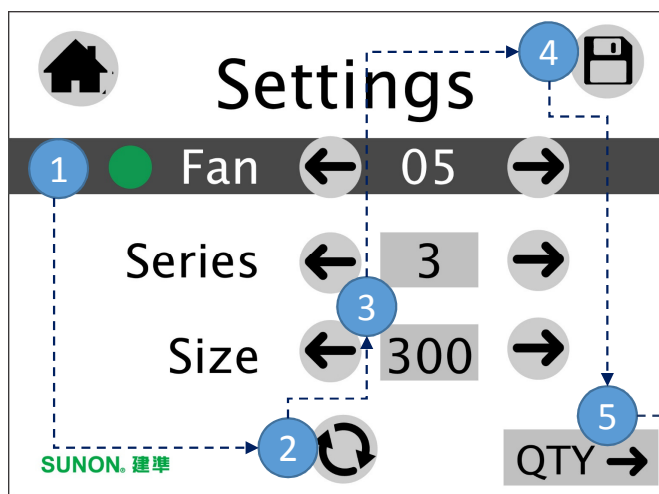 4
Settings
1 Fan 05
Series 3
3
Size 300
5
2
SUNON. 建準
QTY